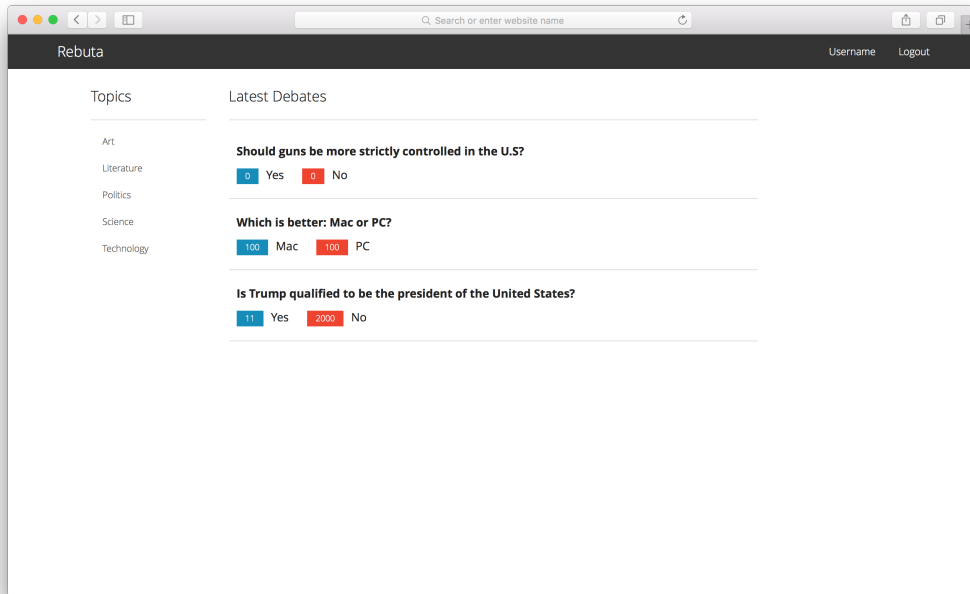 Search or enter website name
Rebuta
Username Logout
Topics
Art
Literature
Politics
Science
Technology
Latest Debates
Should guns be more strictly controlled in the U.S?
0 Yes 0 No
Which is better: Mac or PC?
100 Mac 100 PC
Is Trump qualified to be the president of the United States?
11 Yes 2000 No